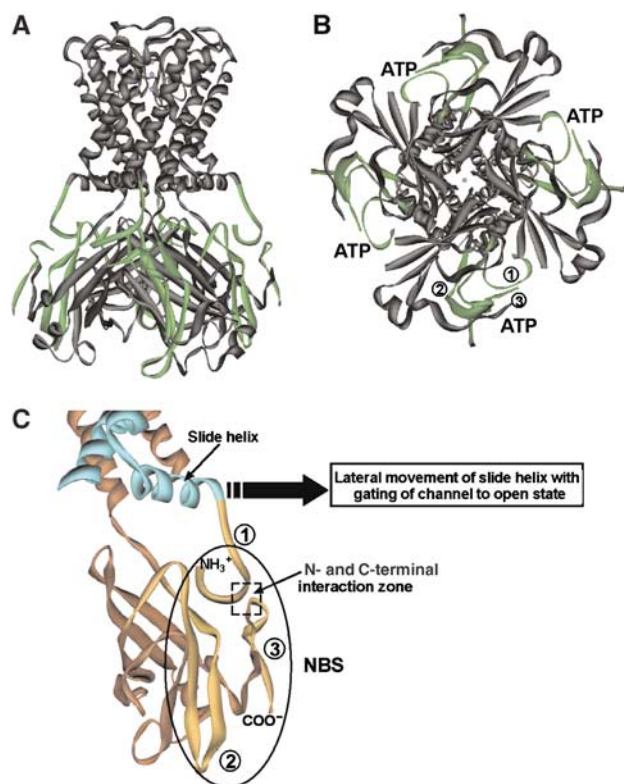 A
B
ATP
ATP
ATP
①
②
③
ATP
C
Slide helix
Lateral movement of slide helix with
gating of channel to open state
①
NH₃⁺
N- and C-terminal
interaction zone
③
NBS
COO⁻
②